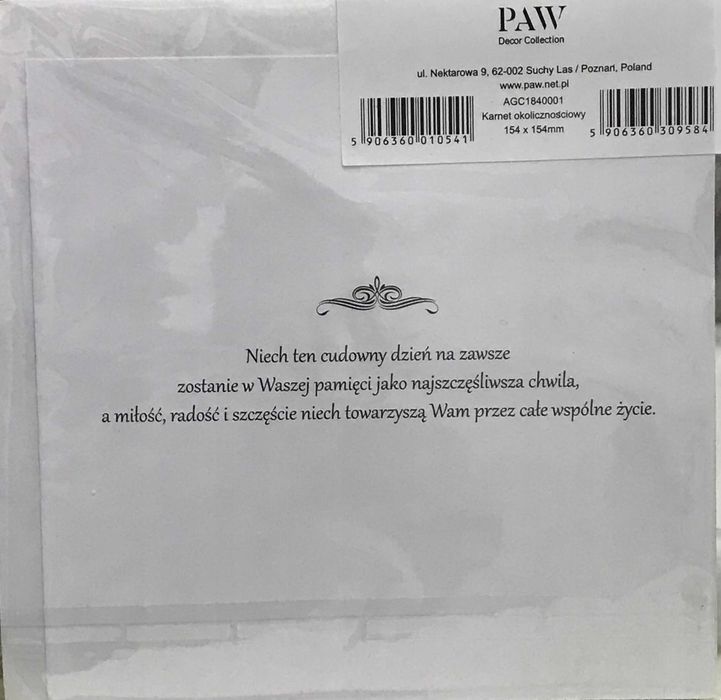 PAW
Decor Collection
ul. Nektarowa 9, 62-002 Suchy Las / Poznań, Poland
www.paw.net.pl
AGC1840001
Karnet okolicznościowy
154 x 154mm
5 906360 010541
5 906360 309584
Niech ten cudowny dzień na zawsze
zostanie w Waszej pamięci jako najszczęśliwsza chwila,
a miłość, radość i szczęście niech towarzyszą Wam przez całe wspólne życie.